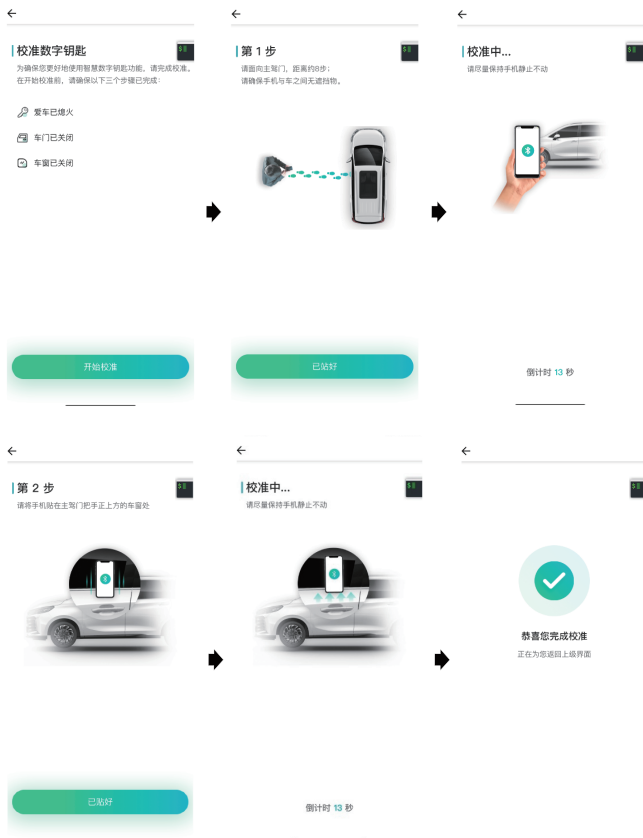 校准数字钥匙
为确保您更好地使用智慧数字钥匙功能，请完成校准。
在开始校准前，请确保以下三个步骤已完成：
爱车已熄火
车门已关闭
车窗已关闭
开始校准
第 1 步
请面向主驾门，距离约8步；
请确保手机与车之间无遮挡物。
已站好
校准中...
请尽量保持手机静止不动
倒计时 13 秒
第 2 步
请将手机贴在主驾门把手正上方的车窗处
已贴好
校准中...
请尽量保持手机静止不动
倒计时 13 秒
恭喜您完成校准
正在为您返回上级界面